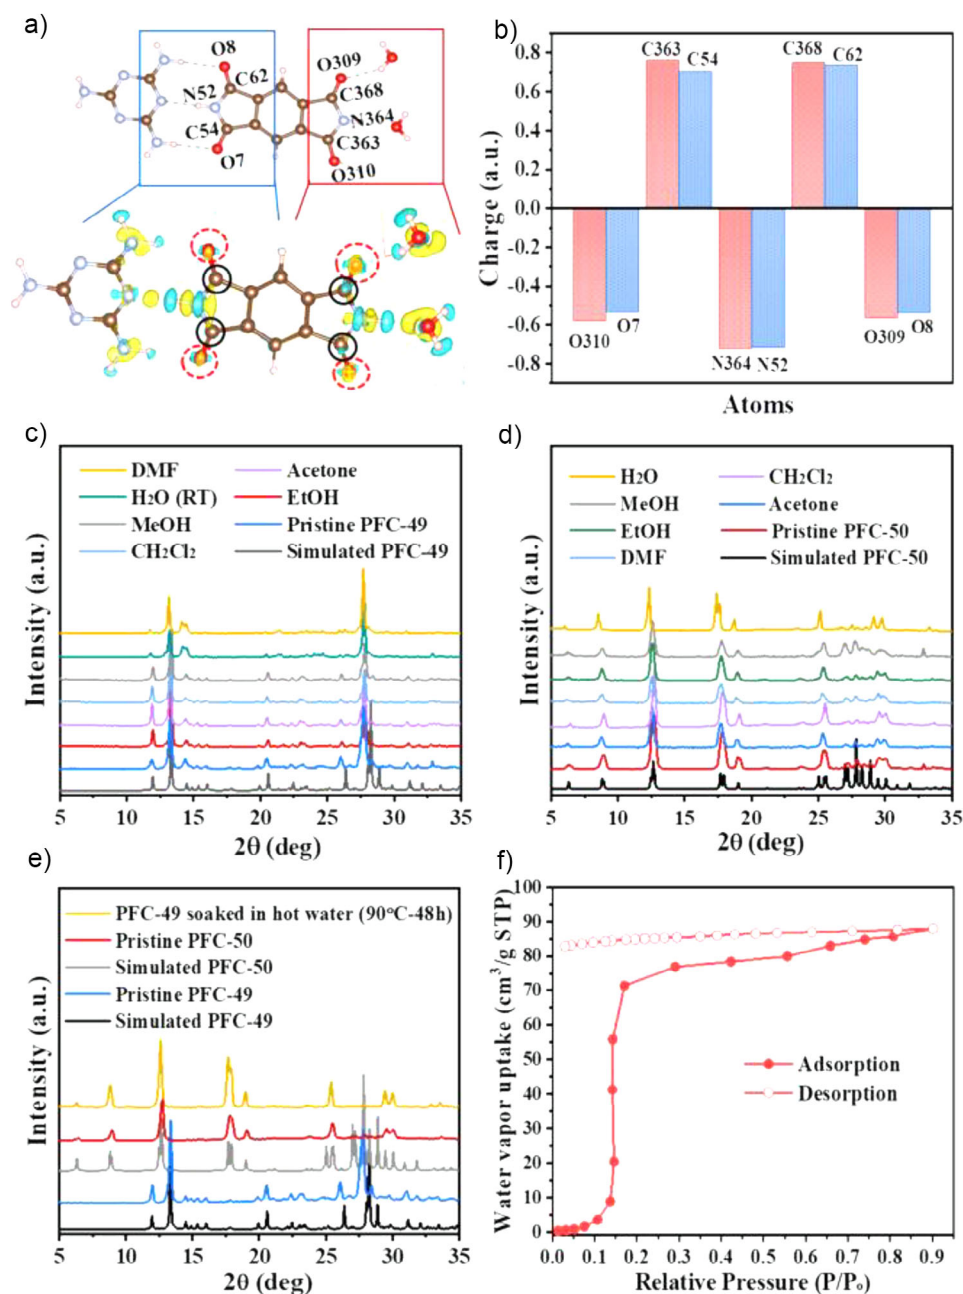 a)
O8
O309
N52
C62
C368
N364
C54
C363
O7
O310
b)
Charge (a.u.)
0.8
0.6
0.4
0.2
0.0
-0.2
-0.4
-0.6
-0.8
C363
C54
C368
C62
O310
O7
N364
N52
O309
O8
Atoms
c)
DMF
H2O (RT)
MeOH
CH2Cl2
Acetone
EtOH
Pristine PFC-49
Simulated PFC-49
Intensity (a.u.)
5 10 15 20 25 30 35
2θ (deg)
d)
H2O
MeOH
EtOH
DMF
CH2Cl2
Acetone
Pristine PFC-50
Simulated PFC-50
Intensity (a.u.)
5 10 15 20 25 30 35
2θ (deg)
e)
PFC-49 soaked in hot water (90°C-48h)
Pristine PFC-50
Simulated PFC-50
Pristine PFC-49
Simulated PFC-49
Intensity (a.u.)
5 10 15 20 25 30 35
2θ (deg)
f)
Water vapor uptake (cm³/g STP)
100
90
80
70
60
50
40
30
20
10
0
Adsorption
Desorption
0.0 0.1 0.2 0.3 0.4 0.5 0.6 0.7 0.8 0.9
Relative Pressure (P/Po)